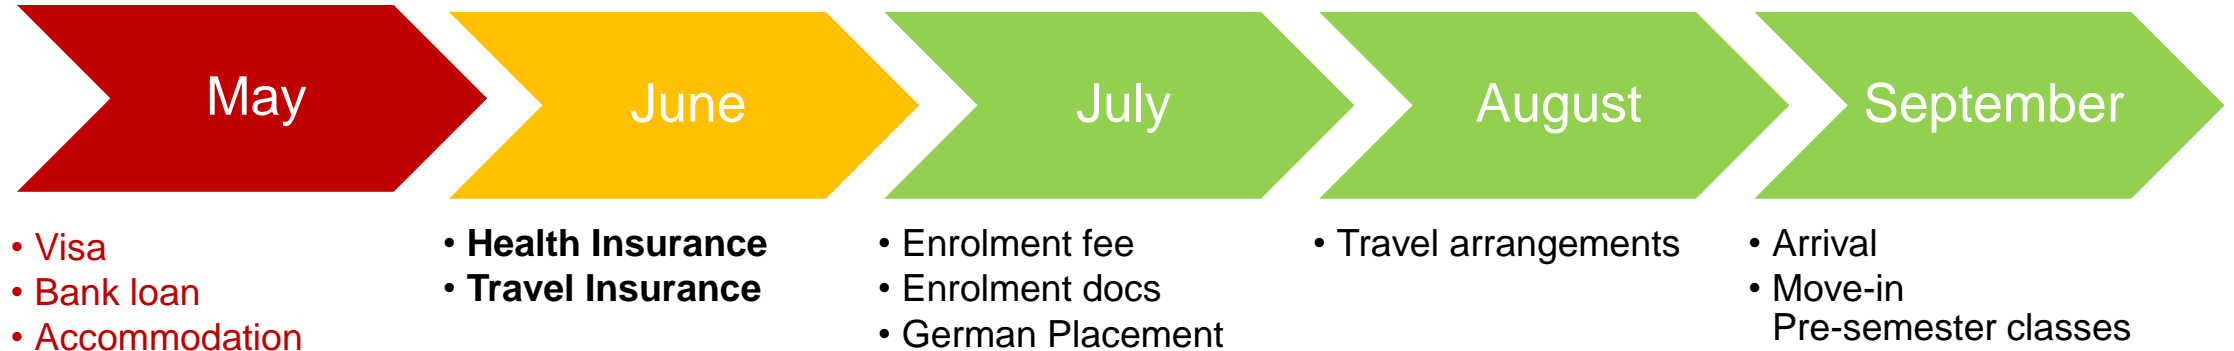 May
• Visa
• Bank loan
• Accommodation
June
• Health Insurance
• Travel Insurance
July
• Enrolment fee
• Enrolment docs
• German Placement
August
• Travel arrangements
September
• Arrival
• Move-in
Pre-semester classes